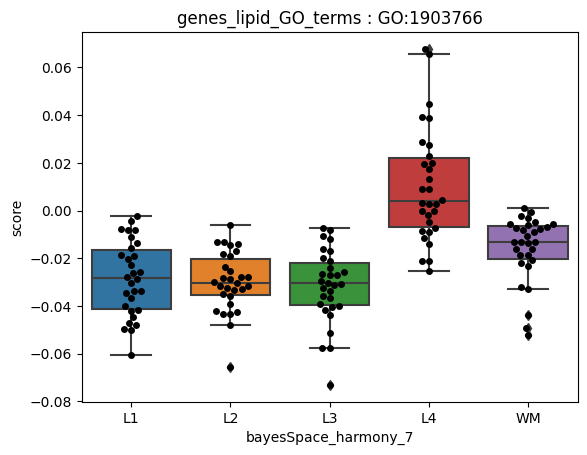 genes_lipid_GO_terms : GO:1903766
0.06
0.04
0.02
0.00
−0.02
−0.04
−0.06
−0.08
score
L1 L2 L3 L4 WM
bayesSpace_harmony_7